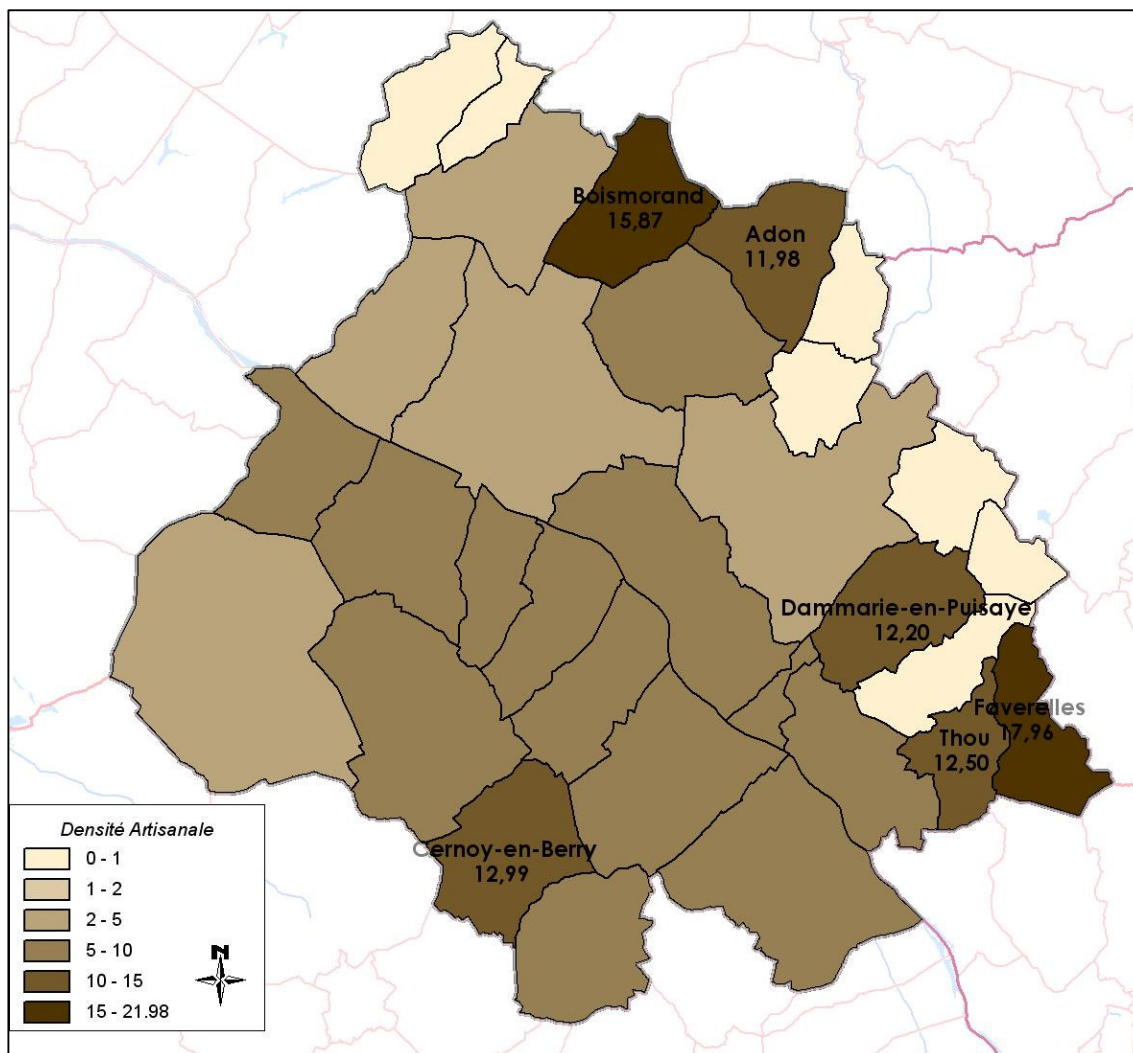 Boismorand
15,87
Adon
11,98
Dammarie-en-Puisaye
12,20
Faverelles
17,96
Thou
12,50
Cernoy-en-Berry
12,99
Densité Artisanale
0 - 1
1 - 2
2 - 5
5 - 10
10 - 15
15 - 21.98
N